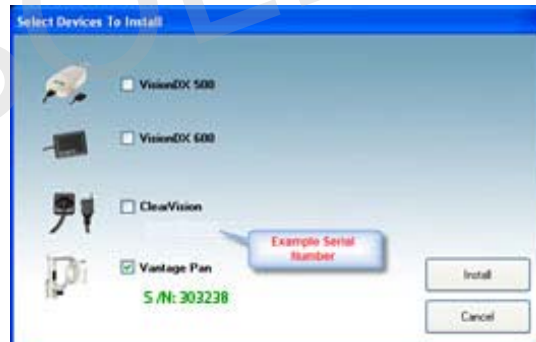 Select Devices To Install
VisionDX 500
VisionDX 600
ClearVision
Example Serial
Number
Vantage Pan
S /N: 303238
Install
Cancel